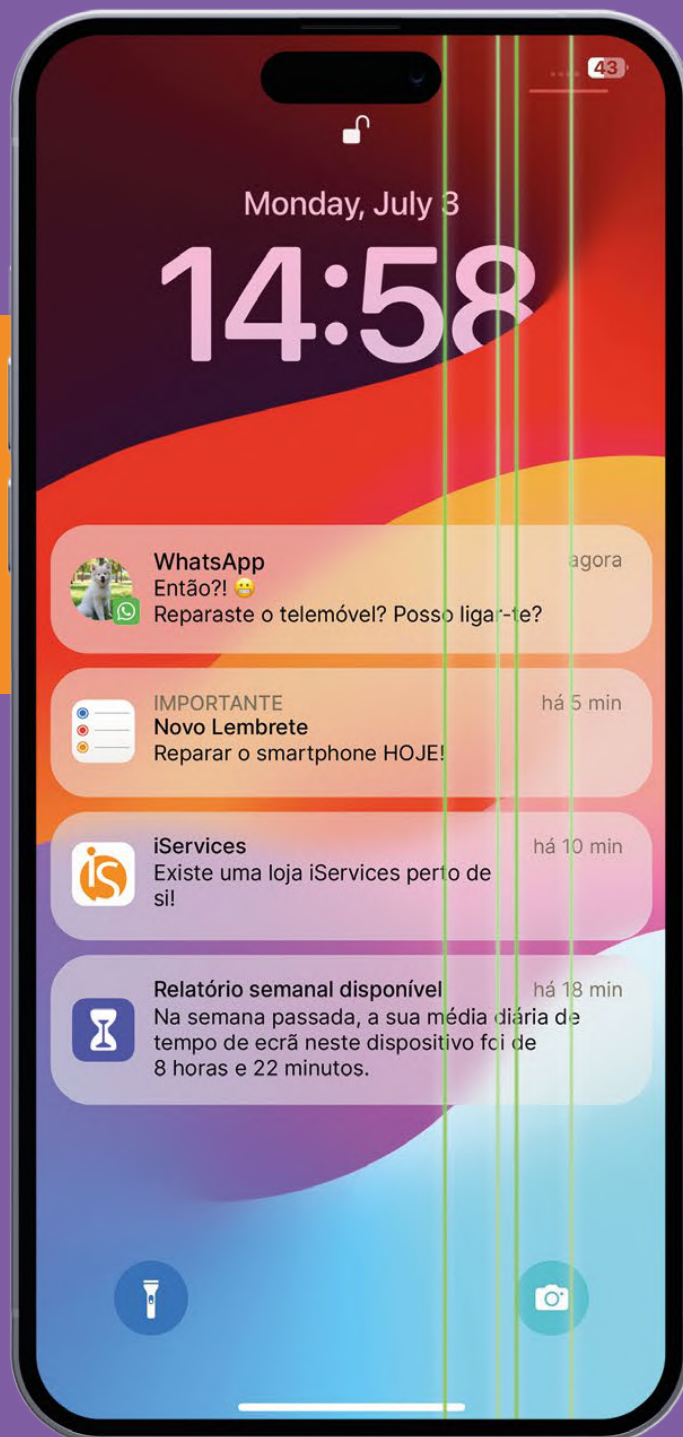 43
Monday, July 3
14:58
WhatsApp
agora
Então?! 😬
Reparaste o telemóvel? Posso ligar-te?
IMPORTANTE
há 5 min
Novo Lembrete
Reparar o smartphone HOJE!
iS
iServices
há 10 min
Existe uma loja iServices perto de
si!
Relatório semanal disponível
há 18 min
Na semana passada, a sua média diária de
tempo de ecrã neste dispositivo foi de
8 horas e 22 minutos.